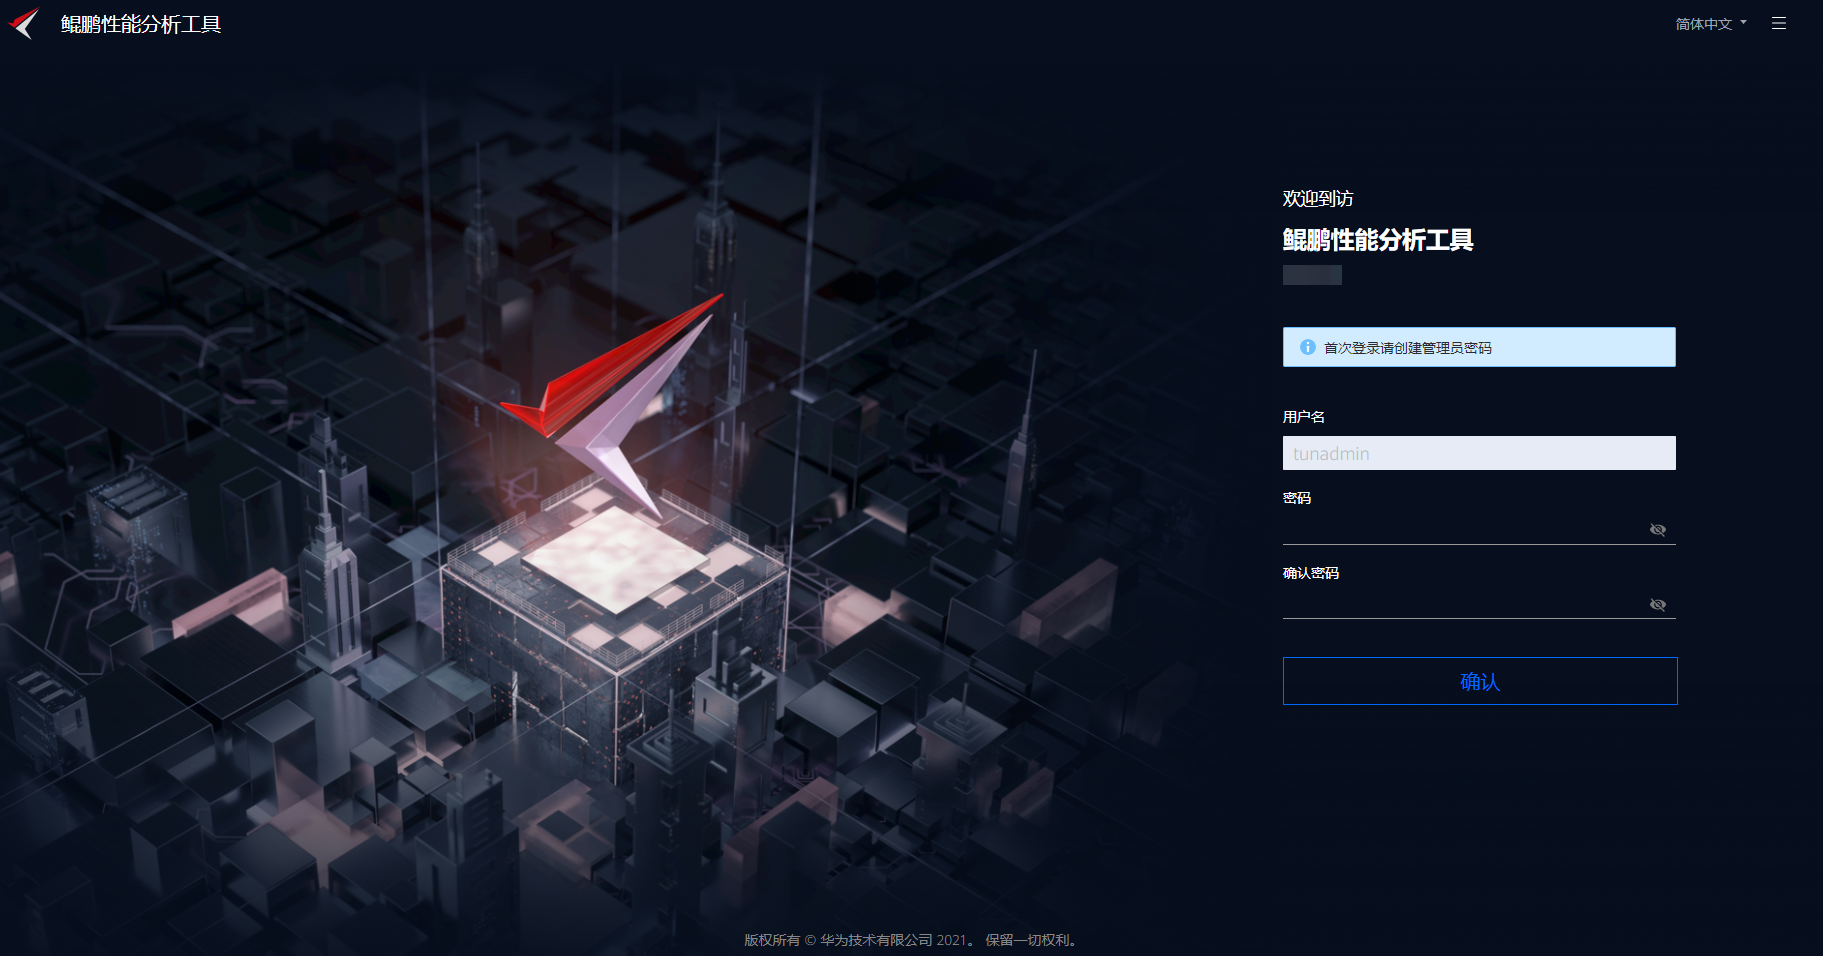 鲲鹏性能分析工具
简体中文
欢迎到访
鲲鹏性能分析工具
首次登录请创建管理员密码
用户名
tunadmin
密码
确认密码
确认
版权所有 © 华为技术有限公司 2021。 保留一切权利。